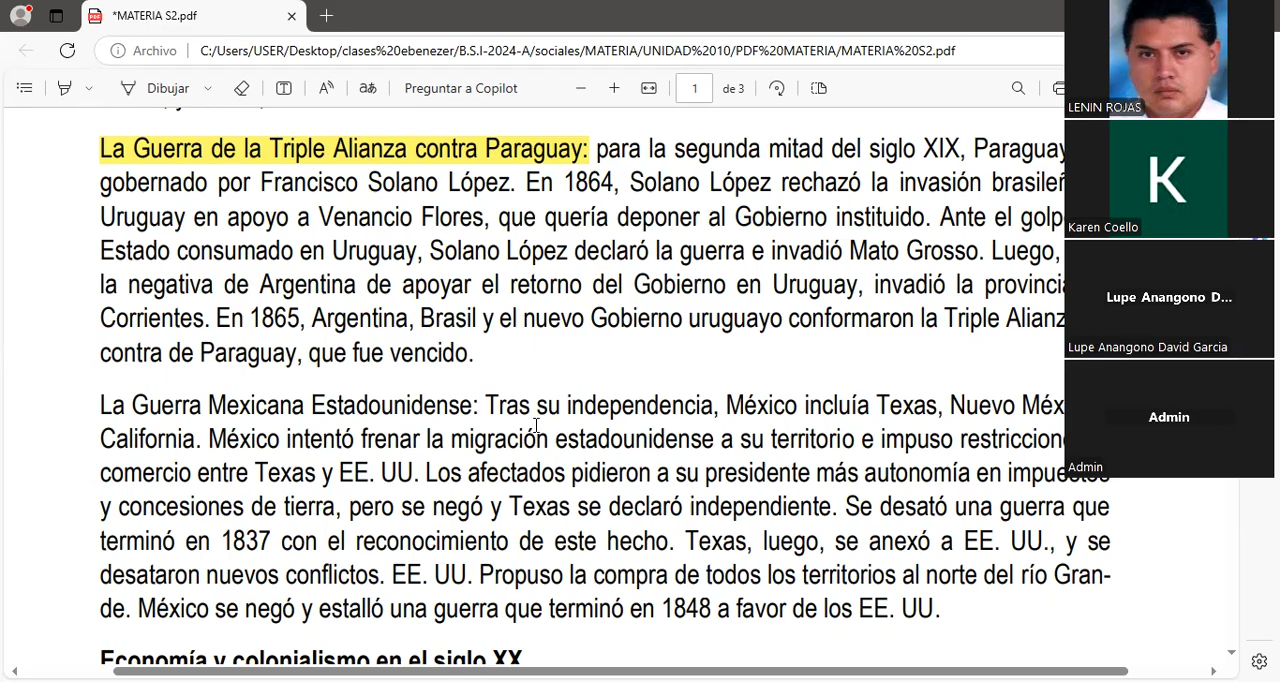 *MATERIA S2.pdf
Archivo C:/Users/USER/Desktop/clases%20ebenezer/B.S.I-2024-A/sociales/MATERIA/UNIDAD%2010/PDF%20MATERIA/MATERIA%20S2.pdf
Dibujar Preguntar a Copilot 1 de 3
La Guerra de la Triple Alianza contra Paraguay: para la segunda mitad del siglo XIX, Paraguay
gobernado por Francisco Solano López. En 1864, Solano López rechazó la invasión
Uruguay en apoyo a Venancio Flores, que quería deponer al Gobierno instituido. Ante el
Estado consumado en Uruguay, Solano López declaró la guerra e invadió Mato Grosso. Luego,
la negativa de Argentina de apoyar el retorno del Gobierno en Uruguay, invadió la
Corrientes. En 1865, Argentina, Brasil y el nuevo Gobierno uruguayo conformaron la Triple
contra de Paraguay, que fue vencido.
La Guerra Mexicana Estadounidense: Tras su independencia, México incluía Texas, Nuevo
California. México intentó frenar la migración estadounidense a su territorio e impuso
comercio entre Texas y EE. UU. Los afectados pidieron a su presidente más autonomía en impuestos
y concesiones de tierra, pero se negó y Texas se declaró independiente. Se desató una guerra que
terminó en 1837 con el reconocimiento de este hecho. Texas, luego, se anexó a EE. UU., y se
desataron nuevos conflictos. EE. UU. Propuso la compra de todos los territorios al norte del río Gran-
de. México se negó y estalló una guerra que terminó en 1848 a favor de los EE. UU.
Economía y colonialismo en el siglo XX
LENIN ROJAS
K
Karen Coello
Lupe Anangono D...
Lupe Anangono David Garcia
Admin
Admin